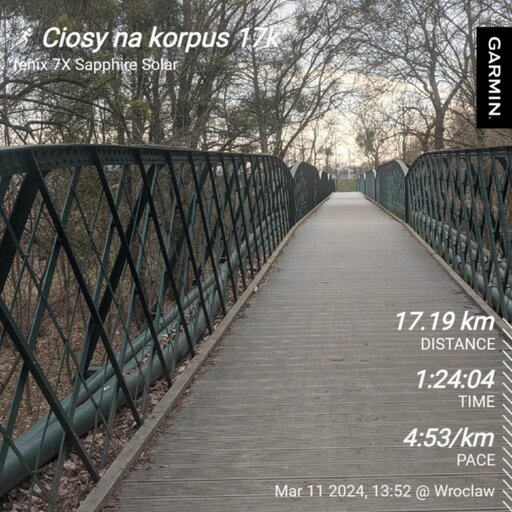 Ciosy na korpus 17k
fenix 7X Sapphire Solar
GARMIN
17.19 km
DISTANCE
1:24:04
TIME
4:53/km
PACE
Mar 11 2024, 13:52 @ Wroclaw